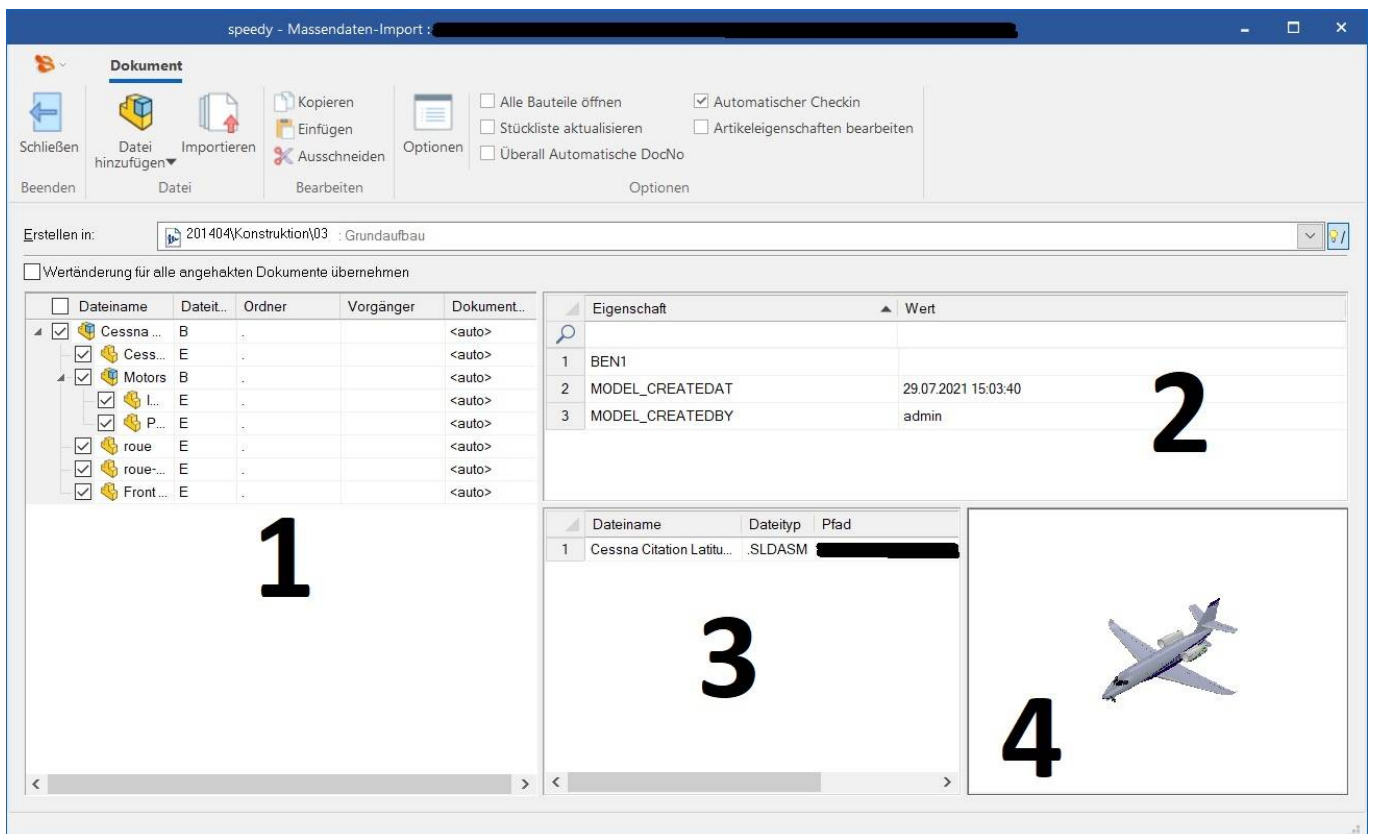 speedy - Massendaten-Import :
Dokument
Schließen
Datei hinzufügen
Importieren
Kopieren
Einfügen
Ausschneiden
Optionen
Alle Bauteile öffnen
Stückliste aktualisieren
Überall Automatische DocNo
Automatischer Checkin
Artikeleigenschaften bearbeiten
Beenden Datei Bearbeiten Optionen
Erstellen in: 201404\Konstruktion\03 : Grundaufbau
Wertänderung für alle angehakten Dokumente übernehmen
Dateiname Dateit... Ordner Vorgänger Dokument...
Cessna ... B . <auto>
Cess... E . <auto>
Motors B . <auto>
I... E . <auto>
P... E . <auto>
roue E . <auto>
roue-... E . <auto>
Front ... E . <auto>
1
Eigenschaft Wert
1 BEN1
2 MODEL_CREATEDAT 29.07.2021 15:03:40
3 MODEL_CREATEDBY admin
2
Dateiname Dateityp Pfad
1 Cessna Citation Latitu... .SLDASM
3
4